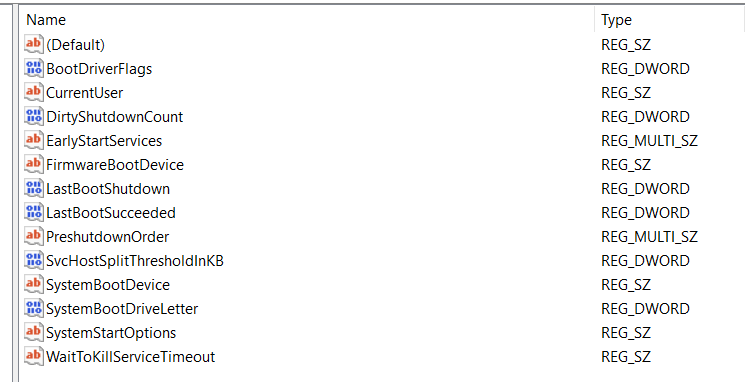 Name Type
(Default) REG_SZ
BootDriverFlags REG_DWORD
CurrentUser REG_SZ
DirtyShutdownCount REG_DWORD
EarlyStartServices REG_MULTI_SZ
FirmwareBootDevice REG_SZ
LastBootShutdown REG_DWORD
LastBootSucceeded REG_DWORD
PreshutdownOrder REG_MULTI_SZ
SvcHostSplitThresholdInKB REG_DWORD
SystemBootDevice REG_SZ
SystemBootDriveLetter REG_DWORD
SystemStartOptions REG_SZ
WaitToKillServiceTimeout REG_SZ